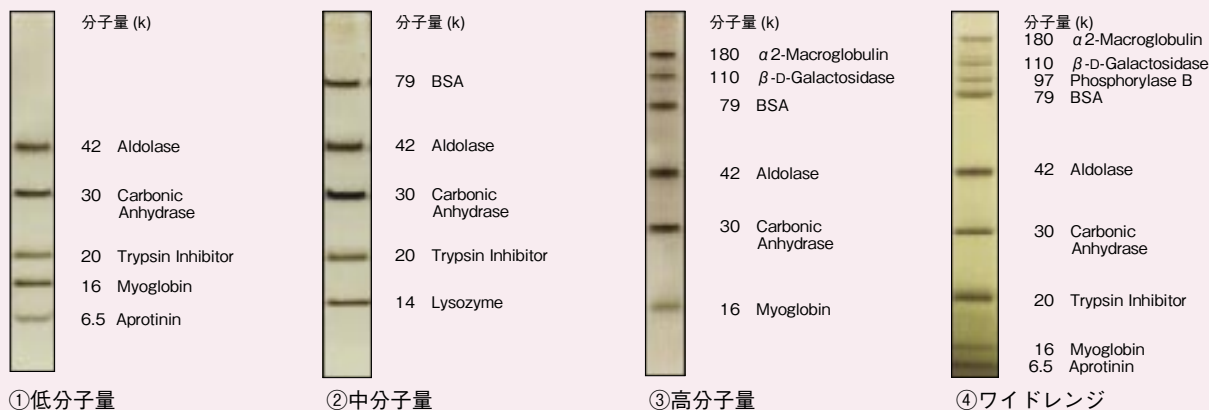 分子量 (k)
42 Aldolase
30 Carbonic
Anhydrase
20 Trypsin Inhibitor
16 Myoglobin
6.5 Aprotinin
①低分子量
分子量 (k)
79 BSA
42 Aldolase
30 Carbonic
Anhydrase
20 Trypsin Inhibitor
14 Lysozyme
②中分子量
分子量 (k)
180 α2-Macroglobulin
110 β-D-Galactosidase
79 BSA
42 Aldolase
30 Carbonic
Anhydrase
16 Myoglobin
③高分子量
分子量 (k)
180 α2-Macroglobulin
110 β-D-Galactosidase
97 Phosphorylase B
79 BSA
42 Aldolase
30 Carbonic
Anhydrase
20 Trypsin Inhibitor
16 Myoglobin
6.5 Aprotinin
④ワイドレンジ